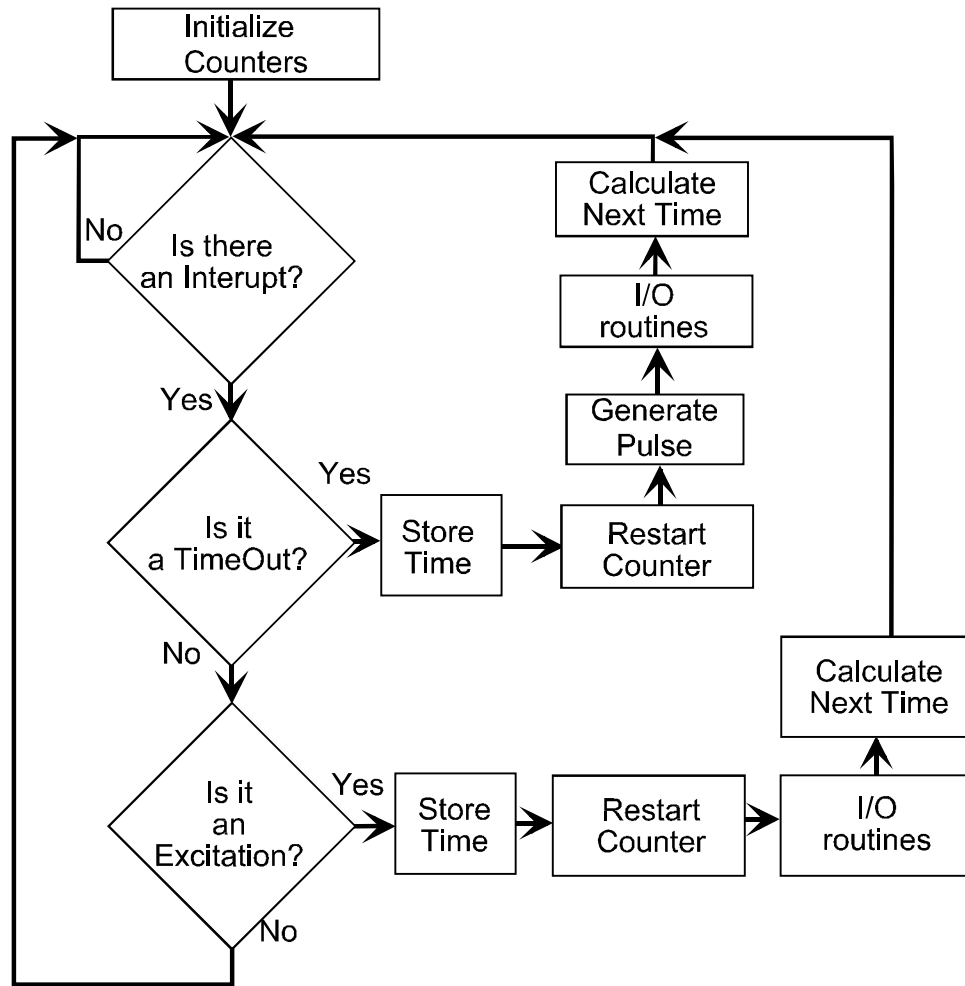 Initialize
Counters
No
Is there
an Interupt?
Yes
Calculate
Next Time
I/O
routines
Generate
Pulse
Yes
Is it
a TimeOut?
Store
Time
Restart
Counter
No
Calculate
Next Time
Is it
an
Excitation?
Yes
Store
Time
Restart
Counter
I/O
routines
No